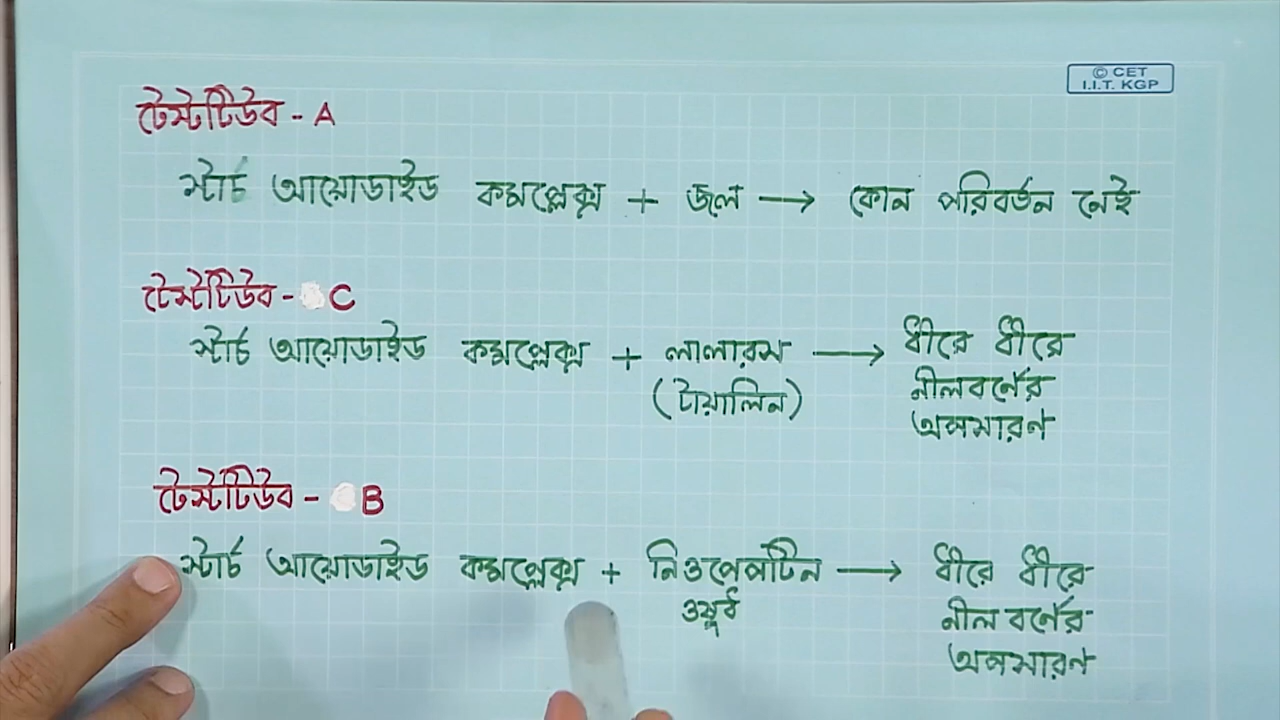 © CET
I.I.T. KGP
টেস্টটিউব - A
স্টার্চ আয়োডাইড কমপ্লেক্স + জল → কোন পরিবর্তন নেই
টেস্টটিউব - C
স্টার্চ আয়োডাইড কমপ্লেক্স + লালারস → ধীরে ধীরে
(টায়ালিন) নীলবর্ণের
অপসারণ
টেস্টটিউব - B
স্টার্চ আয়োডাইড কমপ্লেক্স + নিওপেপটিন → ধীরে ধীরে
ওষুধ নীল বর্ণের
অপসারণ